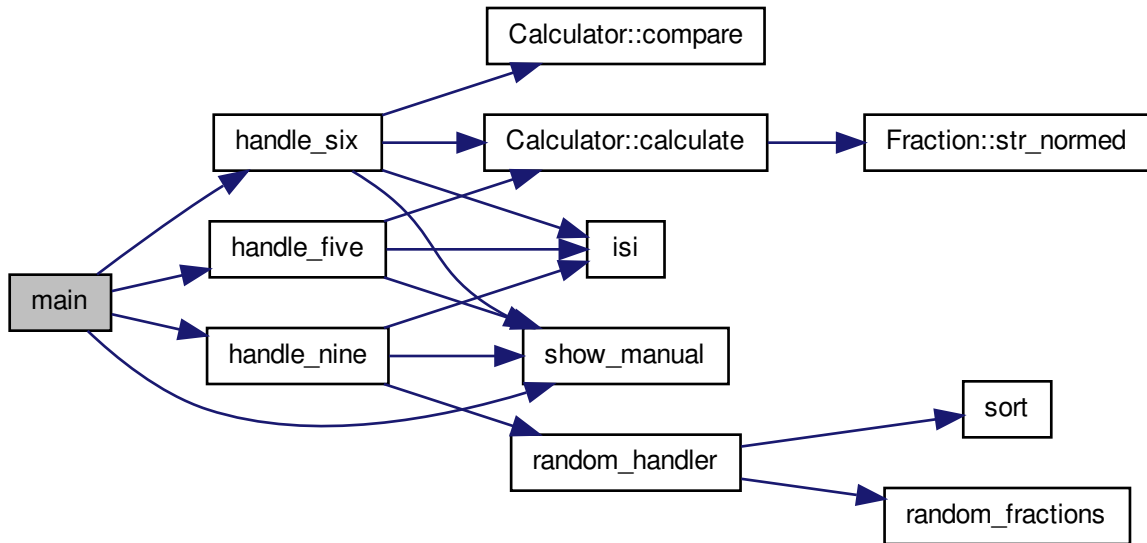 Calculator::compare
handle_six
Calculator::calculate
Fraction::str_normed
handle_five
isi
main
handle_nine
show_manual
sort
random_handler
random_fractions